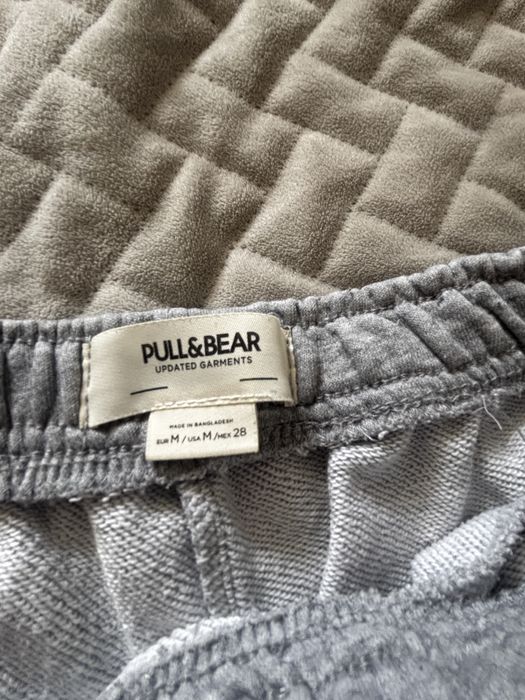 PULL&BEAR
UPDATED GARMENTS
MADE IN BANGLADESH
EUR M / USA M / MEX 28